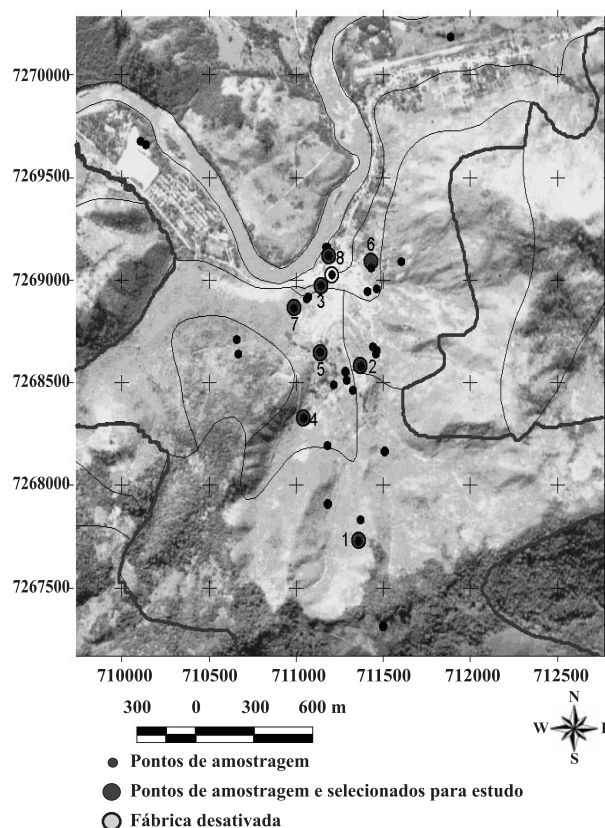 7270000
7269500
7269000
7268500
7268000
7267500
6
8
3
7
5
2
4
1
710000 710500 711000 711500 712000 712500
300 0 300 600 m
N
W E
S
Pontos de amostragem
Pontos de amostragem e selecionados para estudo
Fábrica desativada